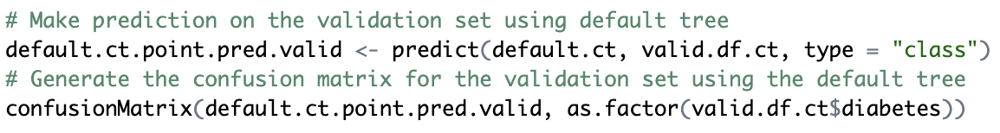 # Make prediction on the validation set using default tree
default.ct.point.pred.valid <- predict(default.ct, valid.df.ct, type = "class")
# Generate the confusion matrix for the validation set using the default tree
confusionMatrix(default.ct.point.pred.valid, as.factor(valid.df.ct$diabetes))